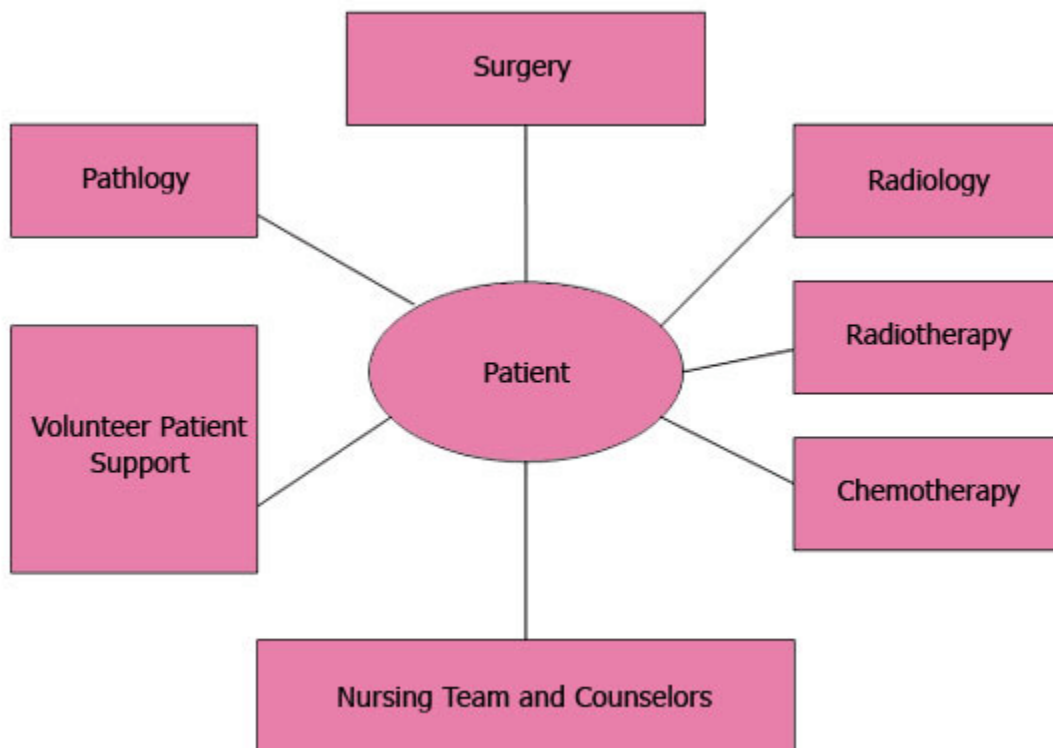 Surgery
Pathlogy
Radiology
Radiotherapy
Patient
Volunteer Patient
Support
Chemotherapy
Nursing Team and Counselors